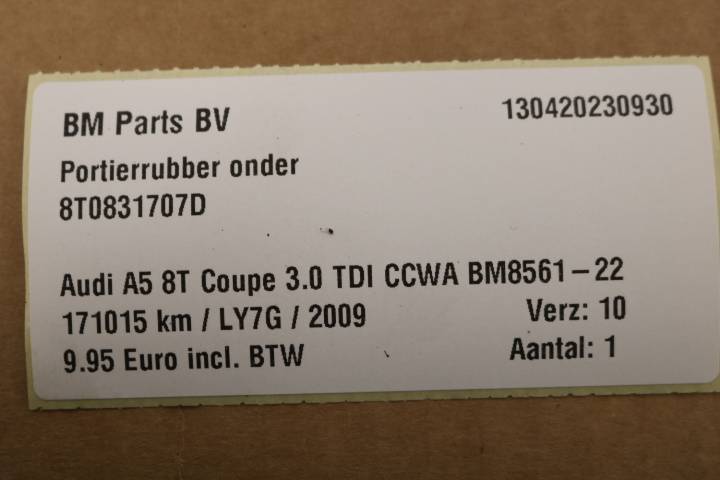 BM Parts BV 130420230930
Portierrubber onder
8T0831707D
Audi A5 8T Coupe 3.0 TDI CCWA BM8561-22
171015 km / LY7G / 2009 Verz: 10
9.95 Euro incl. BTW Aantal: 1